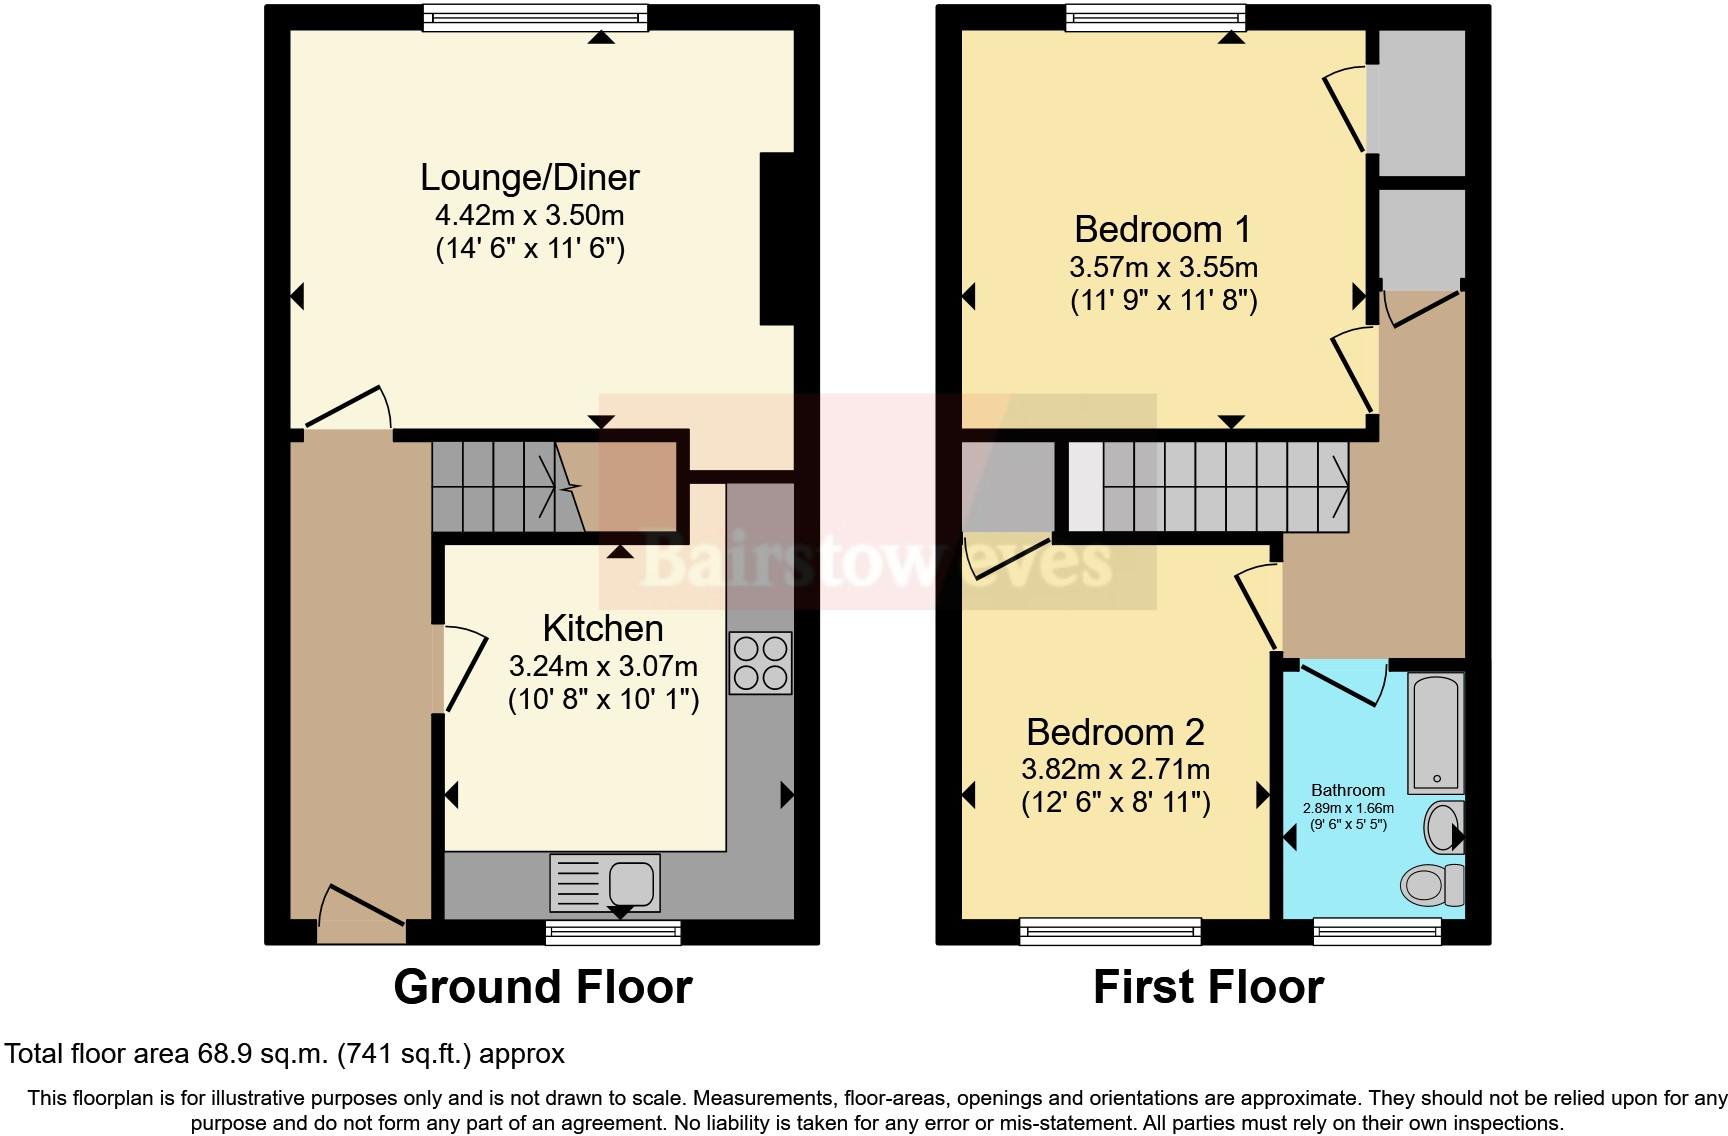 Lounge/Diner
4.42m x 3.50m
(14' 6" x 11' 6")
Bedroom 1
3.57m x 3.55m
(11' 9" x 11' 8")
Bairstow eves
Kitchen
3.24m x 3.07m
(10' 8" x 10' 1")
Bedroom 2
3.82m x 2.71m
(12' 6" x 8' 11")
Bathroom
2.89m x 1.66m
(9' 6" x 5' 5")
Ground Floor
First Floor
Total floor area 68.9 sq.m. (741 sq.ft.) approx
This floorplan is for illustrative purposes only and is not drawn to scale. Measurements, floor-areas, openings and orientations are approximate. They should not be relied upon for any
purpose and do not form any part of an agreement. No liability is taken for any error or mis-statement. All parties must rely on their own inspections.